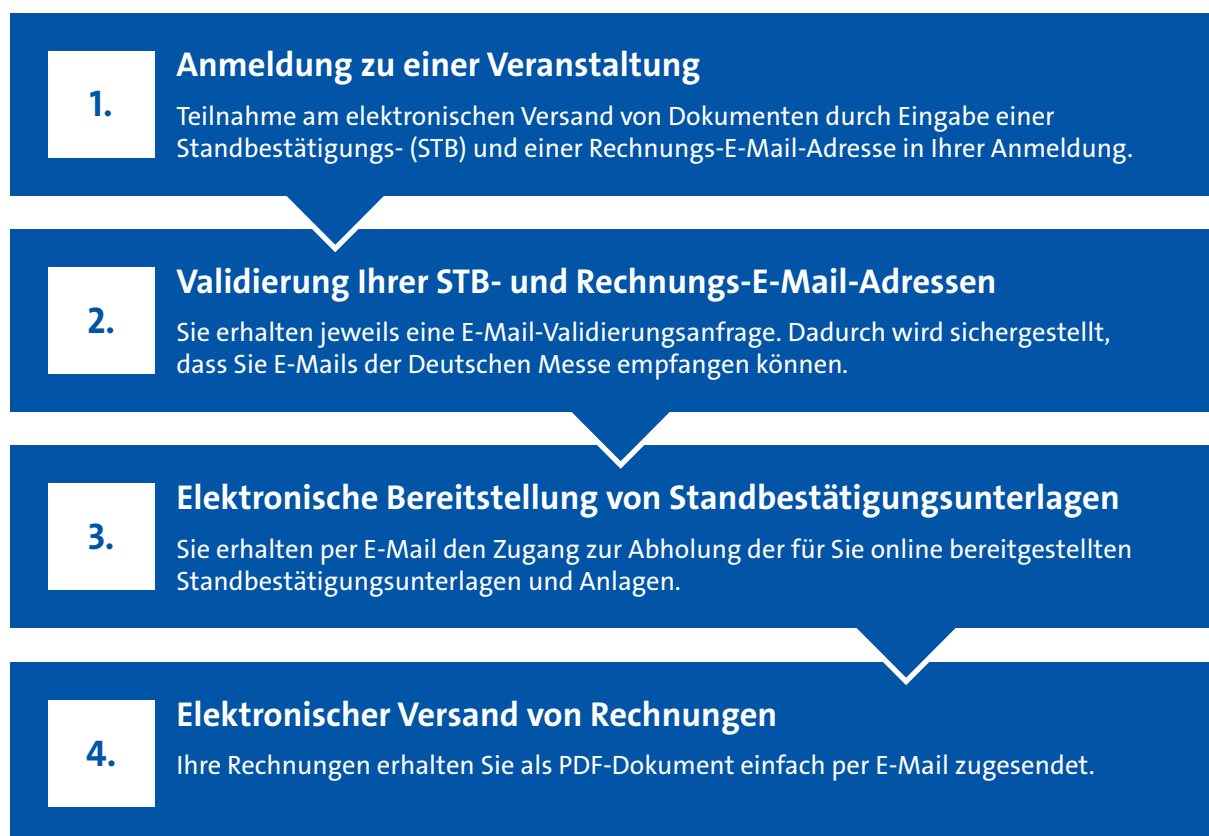 1.
Anmeldung zu einer Veranstaltung
Teilnahme am elektronischen Versand von Dokumenten durch Eingabe einer
Standbestätigungs- (STB) und einer Rechnungs-E-Mail-Adresse in Ihrer Anmeldung.
2.
Validierung Ihrer STB- und Rechnungs-E-Mail-Adressen
Sie erhalten jeweils eine E-Mail-Validierungsanfrage. Dadurch wird sichergestellt,
dass Sie E-Mails der Deutschen Messe empfangen können.
3.
Elektronische Bereitstellung von Standbestätigungsunterlagen
Sie erhalten per E-Mail den Zugang zur Abholung der für Sie online bereitgestellten
Standbestätigungsunterlagen und Anlagen.
4.
Elektronischer Versand von Rechnungen
Ihre Rechnungen erhalten Sie als PDF-Dokument einfach per E-Mail zugesendet.